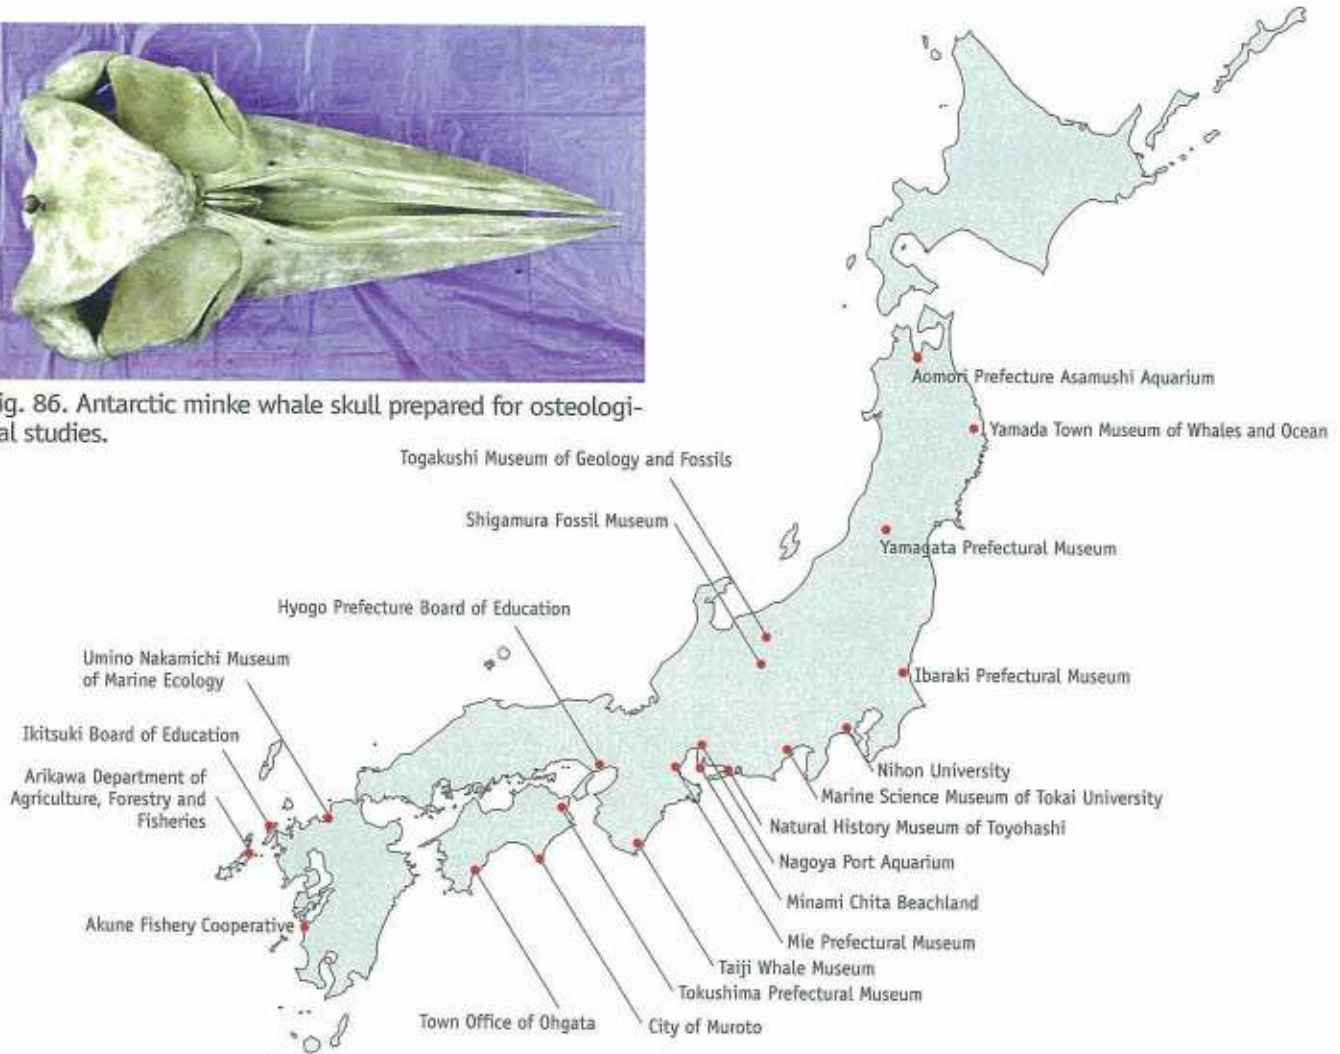 ig. 86. Antarctic minke whale skull prepared for osteologi-
al studies.
Aomori Prefecture Asamushi Aquarium
Yamada Town Museum of Whales and Ocean
Togakushi Museum of Geology and Fossils
Shigamura Fossil Museum
Yamagata Prefectural Museum
Hyogo Prefecture Board of Education
Umino Nakamichi Museum
of Marine Ecology
Ibaraki Prefectural Museum
Ikitsuki Board of Education
Arikawa Department of
Agriculture, Forestry and
Fisheries
Nihon University
Marine Science Museum of Tokai University
Natural History Museum of Toyohashi
Nagoya Port Aquarium
Minami Chita Beachland
Akune Fishery Cooperative
Mie Prefectural Museum
Taiji Whale Museum
Tokushima Prefectural Museum
Town Office of Ohgata
City of Muroto